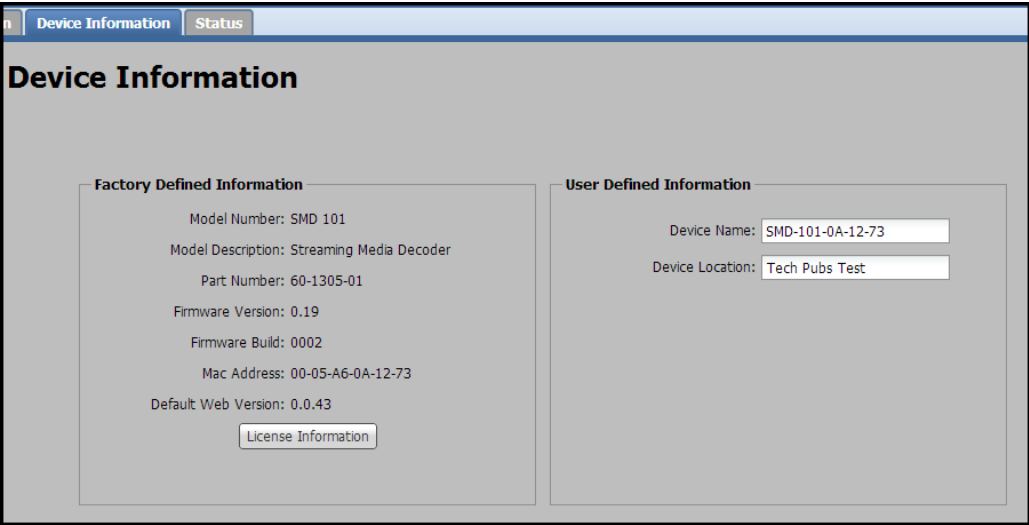 n
Device Information
Status
Device Information
Factory Defined Information
Model Number: SMD 101
Model Description: Streaming Media Decoder
Part Number: 60-1305-01
Firmware Version: 0.19
Firmware Build: 0002
Mac Address: 00-05-A6-0A-12-73
Default Web Version: 0.0.43
License Information
User Defined Information
Device Name: SMD-101-0A-12-73
Device Location: Tech Pubs Test